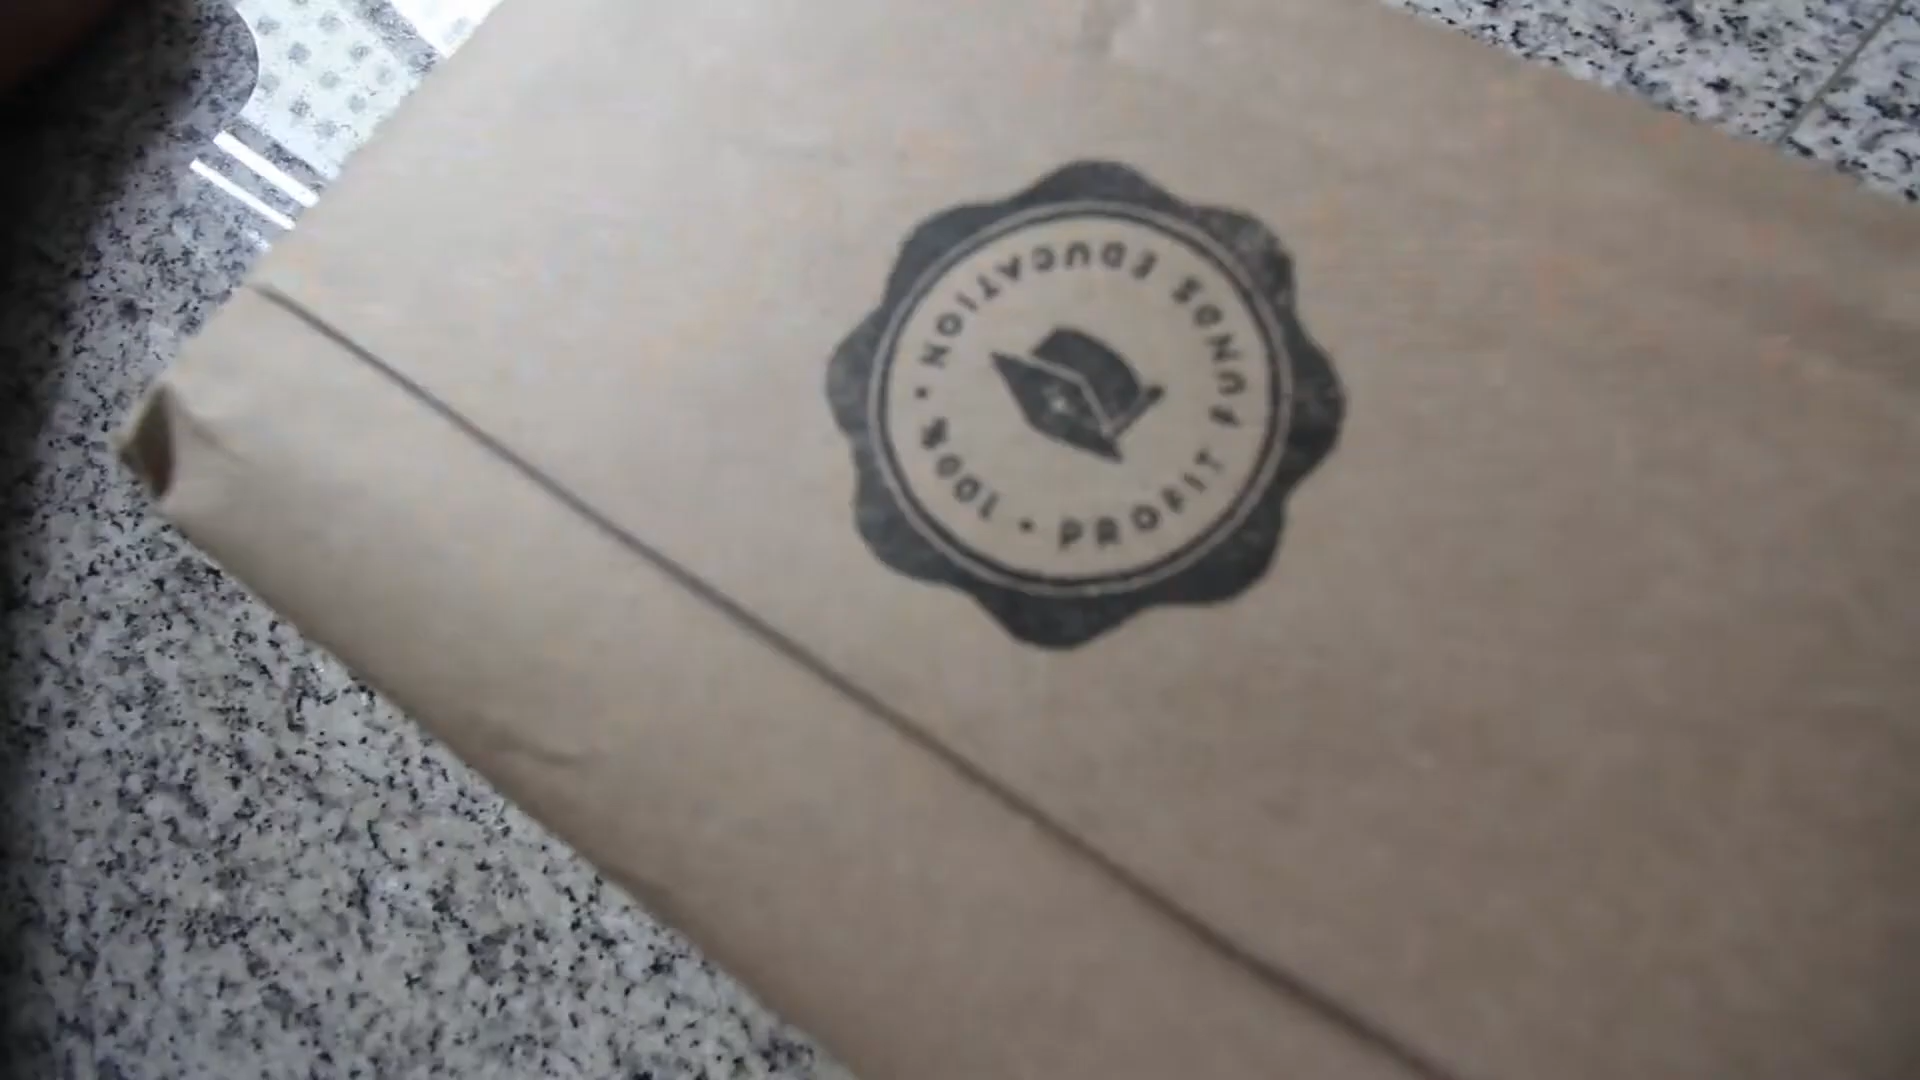 100% • PROFIT FUNDS EDUCATION •